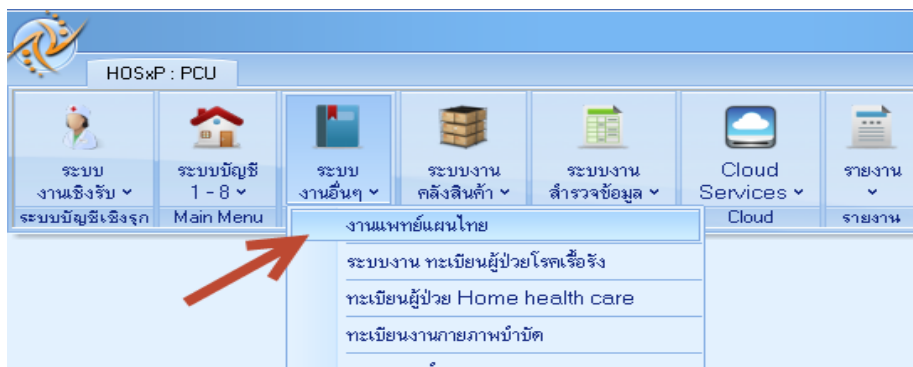 HOSxP : PCU
ระบบ
งานเชิงรับ
ระบบบัญชี
1 - 8
ระบบ
งานอื่นๆ
ระบบงาน
คลังสินค้า
ระบบงาน
สำรวจข้อมูล
Cloud
Services
รายงาน
ระบบบัญชีเชิงรุก
Main Menu
Cloud
รายงาน
งานแพทย์แผนไทย
ระบบงาน ทะเบียนผู้ป่วยโรคเรื้อรัง
ทะเบียนผู้ป่วย Home health care
ทะเบียนงานกายภาพบำบัด